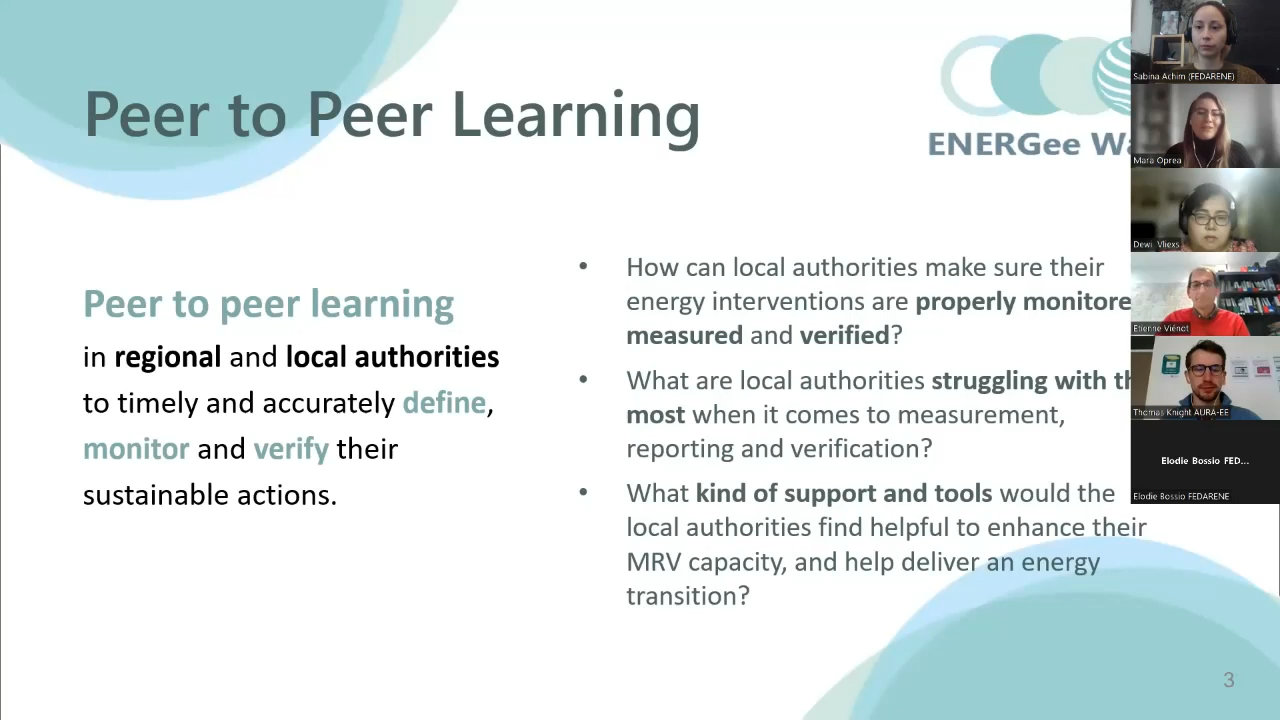 Peer to Peer Learning
ENERGee Wa
Peer to peer learning
in regional and local authorities
to timely and accurately define,
monitor and verify their
sustainable actions.
• How can local authorities make sure their
energy interventions are properly monitore
measured and verified?
• What are local authorities struggling with th
most when it comes to measurement,
reporting and verification?
• What kind of support and tools would the
local authorities find helpful to enhance their
MRV capacity, and help deliver an energy
transition?
3
Sabina Achim (FEDARENE)
Mara Oprea
Dewi Vliexs
Etienne Viénot
Thomas Knight AURA-EE
Elodie Bossio FED...
Elodie Bossio FEDARENE